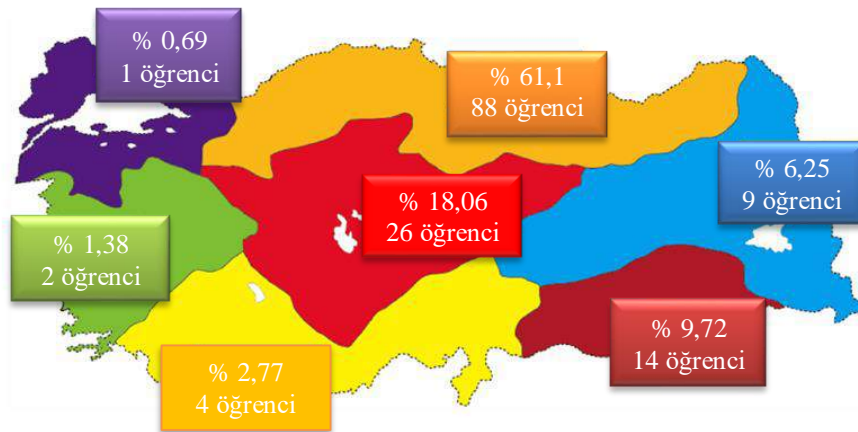 % 0,69
1 öğrenci
% 61,1
88 öğrenci
% 6,25
9 öğrenci
% 18,06
26 öğrenci
% 1,38
2 öğrenci
% 9,72
14 öğrenci
% 2,77
4 öğrenci